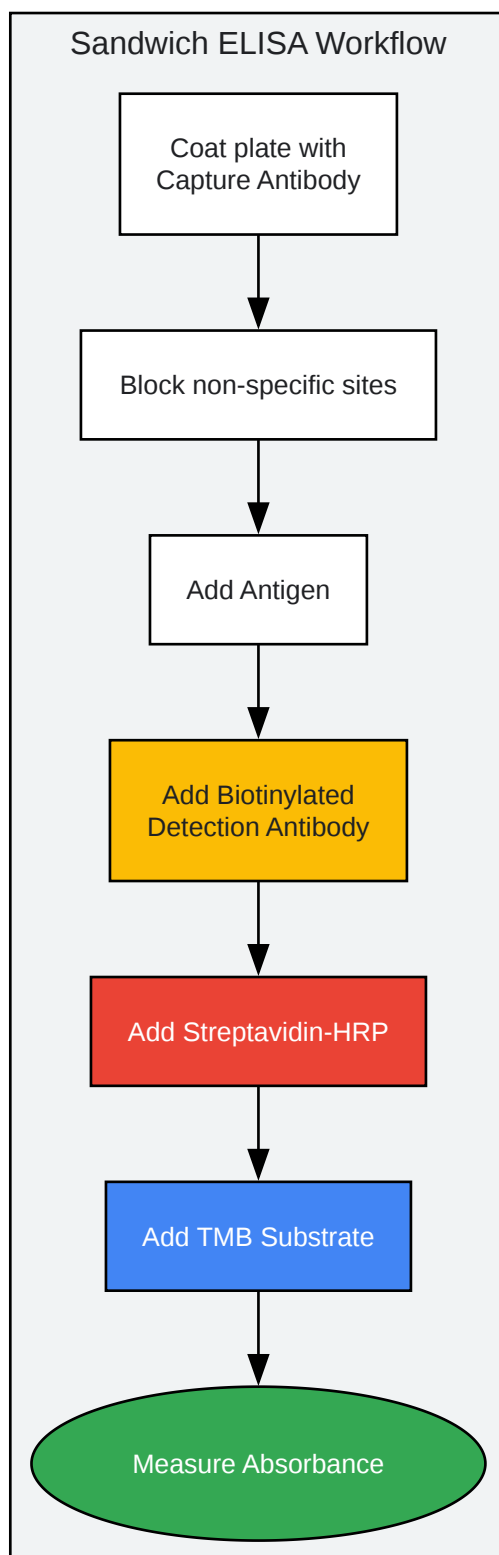 Sandwich ELISA Workflow
Coat plate with
Capture Antibody
Block non-specific sites
Add Antigen
Add Biotinylated
Detection Antibody
Add Streptavidin-HRP
Add TMB Substrate
Measure Absorbance